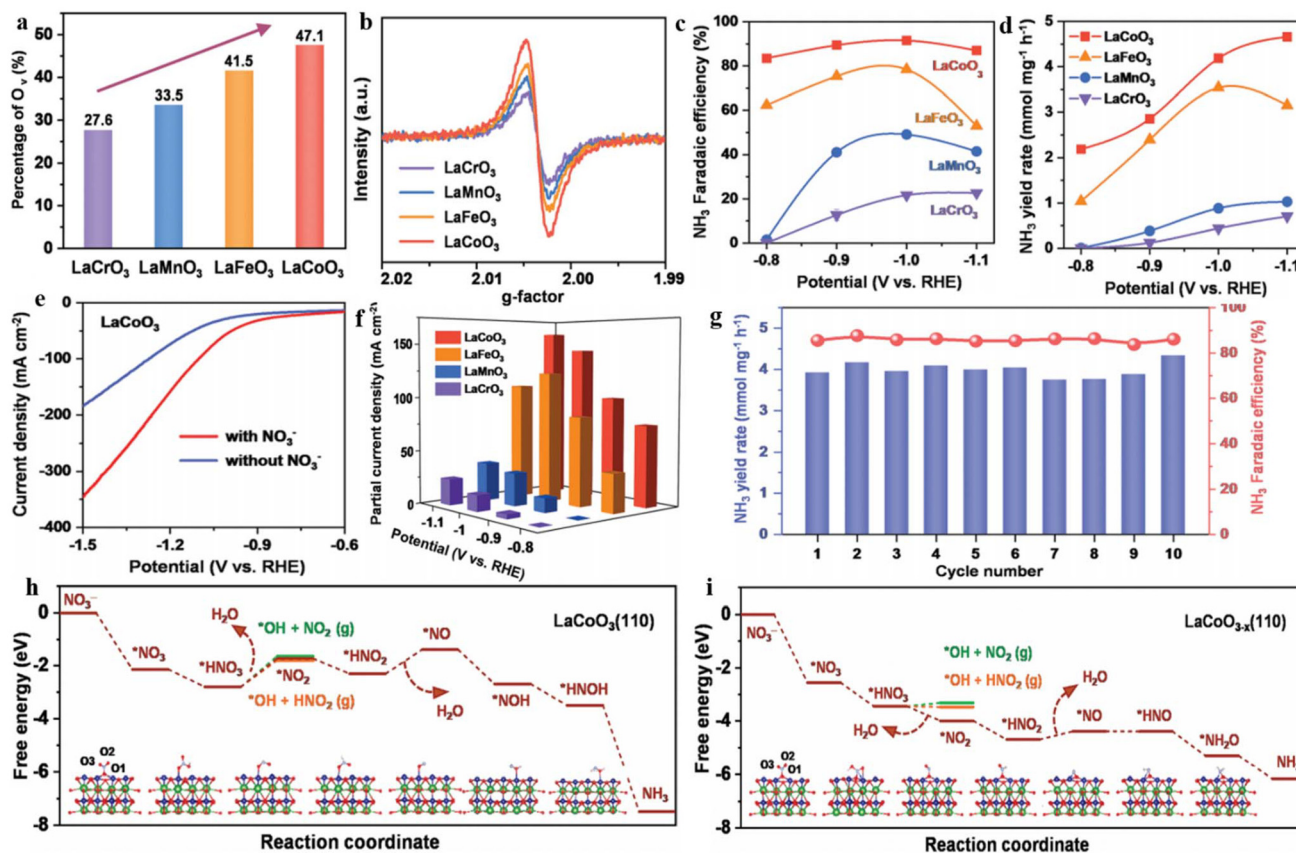 a
Percentage of Oᵥ (%)
50
40
30
20
10
0
27.6
33.5
41.5
47.1
LaCrO₃ LaMnO₃ LaFeO₃ LaCoO₃
b
Intensity (a.u.)
LaCrO₃
LaMnO₃
LaFeO₃
LaCoO₃
2.02 2.01 2.00 1.99
g-factor
c
NH₃ Faradaic efficiency (%)
100
80
60
40
20
0
LaCoO₃
LaFeO₃
LaMnO₃
LaCrO₃
-0.8 -0.9 -1.0 -1.1
Potential (V vs. RHE)
d
NH₃ yield rate (mmol mg⁻¹ h⁻¹)
5
4
3
2
1
0
LaCoO₃
LaFeO₃
LaMnO₃
LaCrO₃
-0.8 -0.9 -1.0 -1.1
Potential (V vs. RHE)
e
LaCoO₃
Current density (mA cm⁻²)
0
-100
-200
-300
-400
with NO₃⁻
without NO₃⁻
-1.5 -1.2 -0.9 -0.6
Potential (V vs. RHE)
f
Partial current density (mA cm⁻²)
150
100
50
0
LaCoO₃
LaFeO₃
LaMnO₃
LaCrO₃
-1.1 -1 -0.9 -0.8
Potential (V vs. RHE)
g
NH₃ yield rate (mmol mg⁻¹ h⁻¹)
5
4
3
4
2
1
0
1 2 3 4 5 6 7 8 9 10
Cycle number
100
80
60
40
20
0
NH₃ Faradaic efficiency (%)
h
Free energy (eV)
0
-2
-4
-6
-8
NO₃⁻
*NO₃
*HNO₃
H₂O
*OH + NO₂ (g)
*NO₂
*OH + HNO₂ (g)
*HNO₂
*NO
H₂O
*NOH
*HNOH
NH₃
LaCoO₃(110)
O3 O2 O1
Reaction coordinate
i
Free energy (eV)
0
-2
-4
-6
-8
NO₃⁻
*NO₃
*HNO₃
H₂O
*OH + NO₂ (g)
*OH + HNO₂ (g)
*NO₂
*HNO₂
H₂O
*NO
*HNO
*NH₂O
LaCoO₃₋ₓ(110)
O3 O2 O1
Reaction coordinate